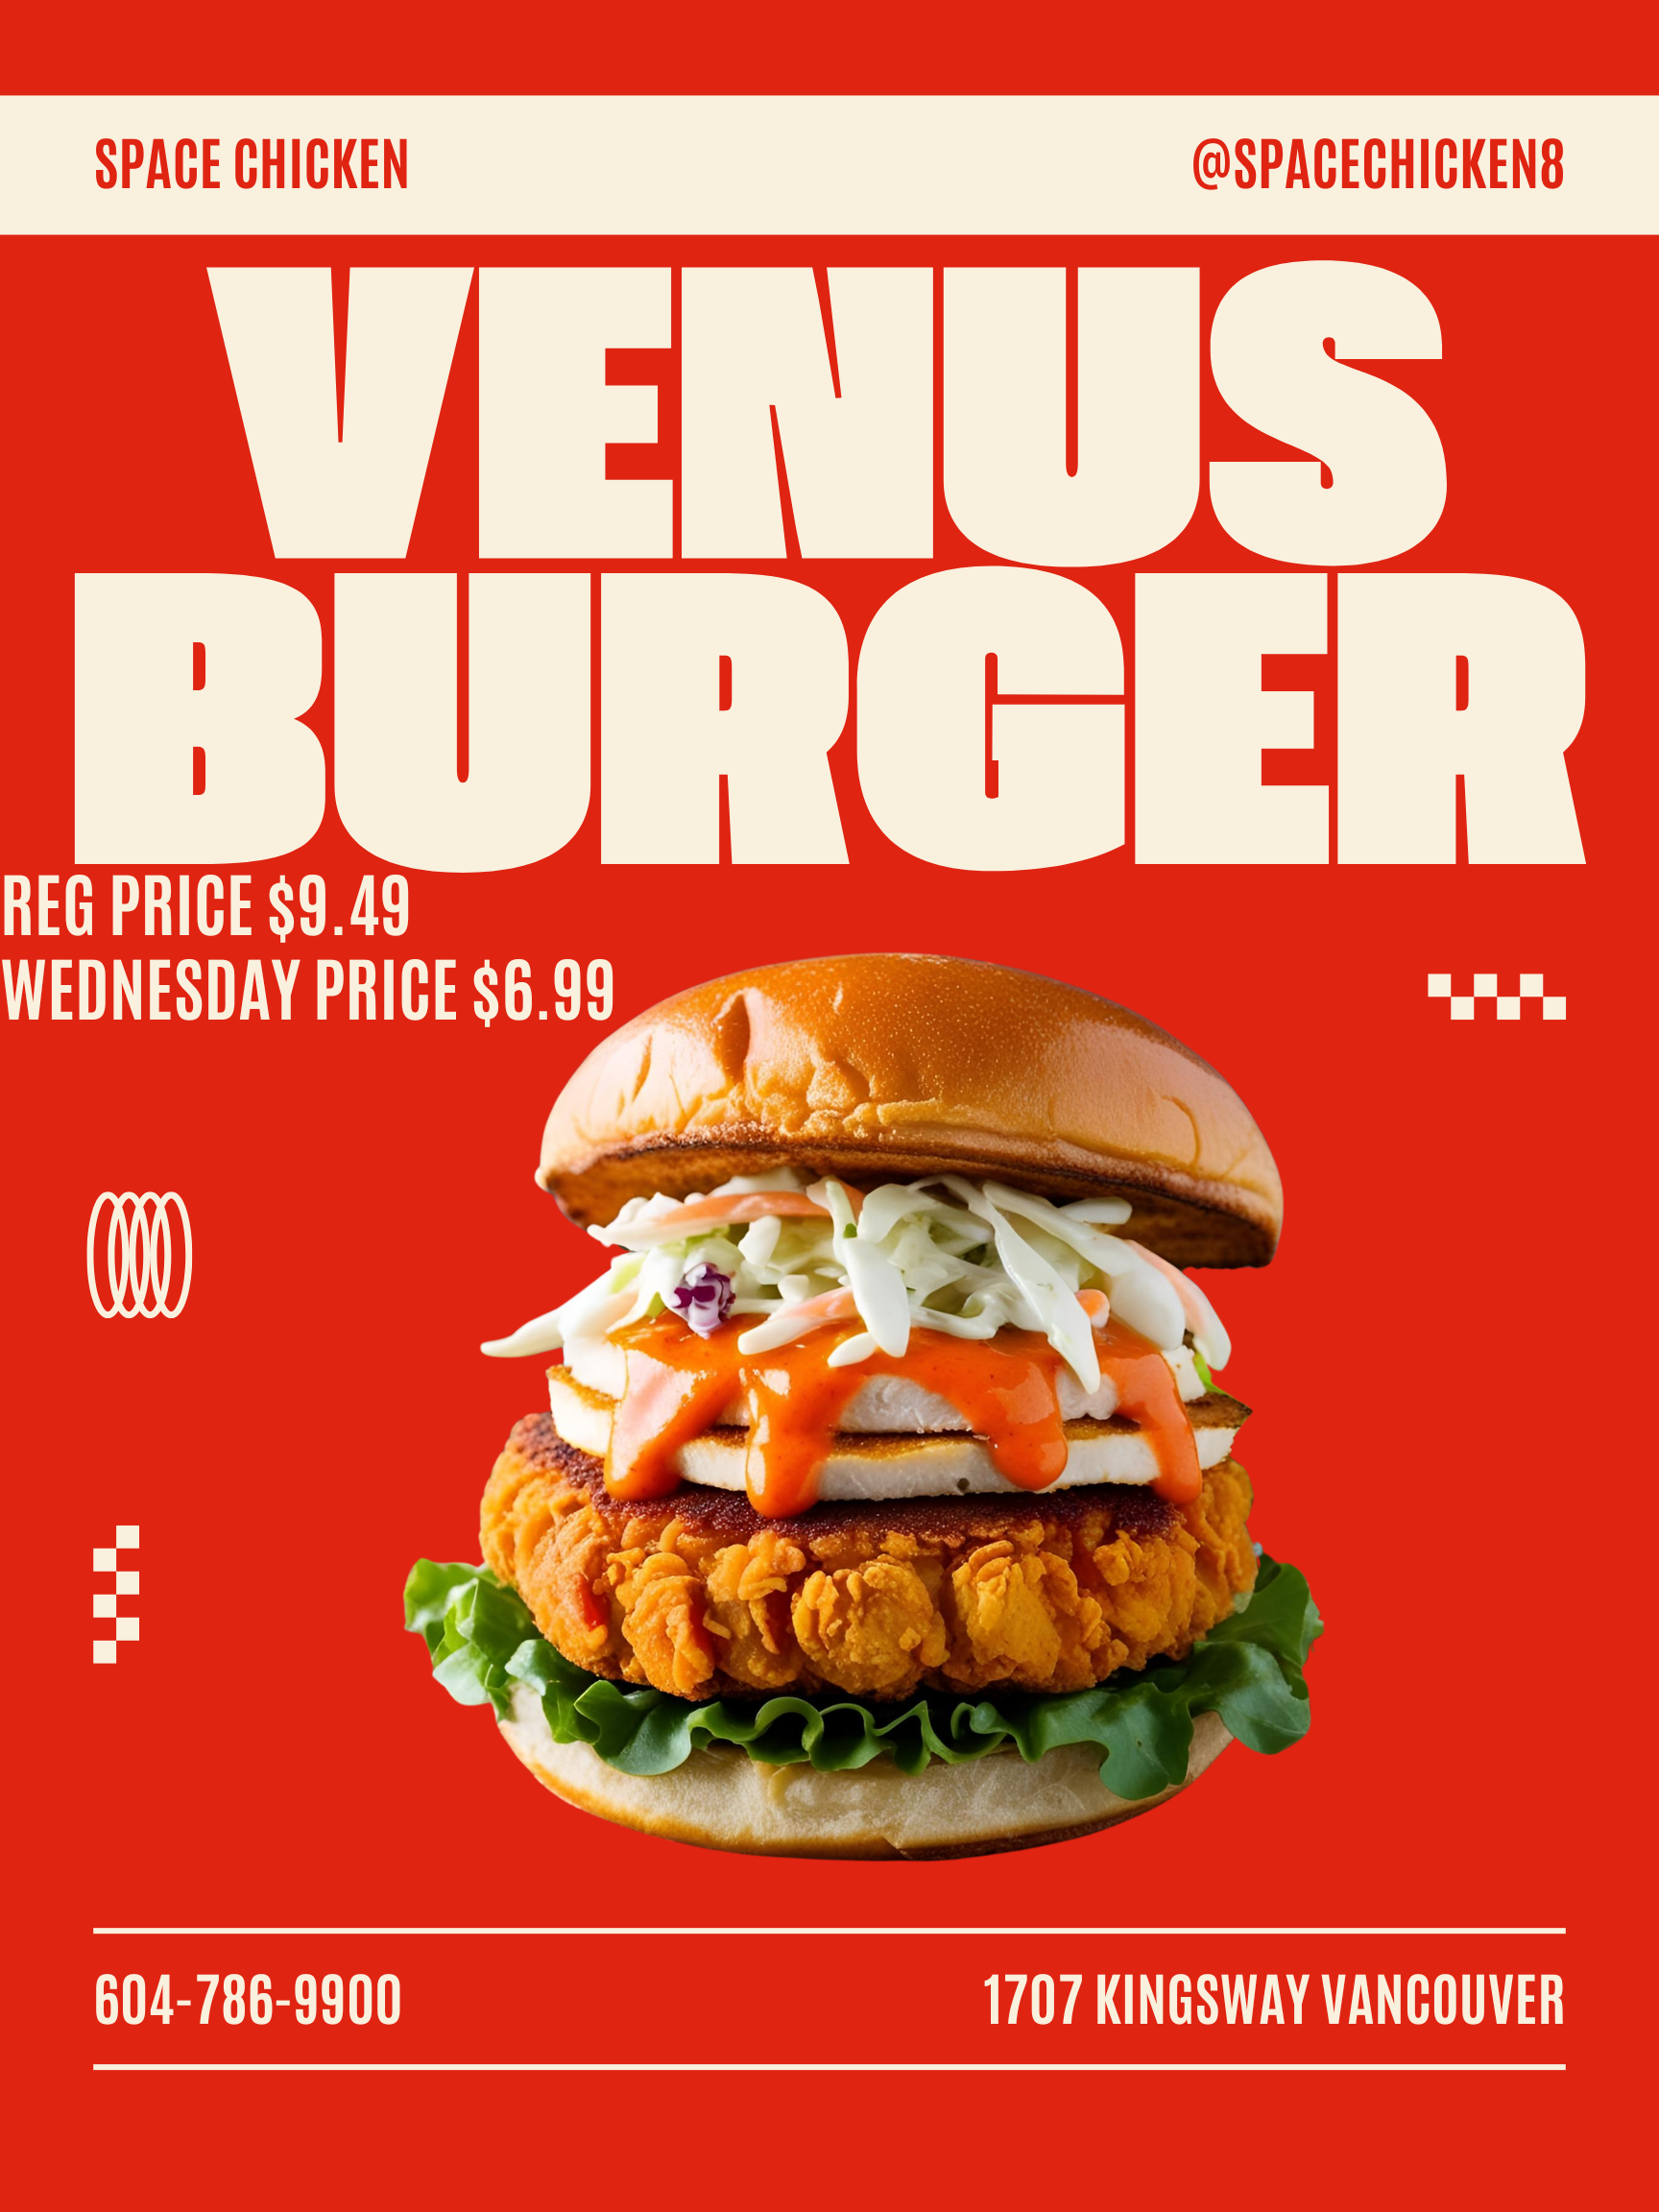 SPACE CHICKEN
@SPACECHICKEN8
VENUS
BURGER
REG PRICE $9.49
WEDNESDAY PRICE $6.99
604-786-9900
1707 KINGSWAY VANCOUVER